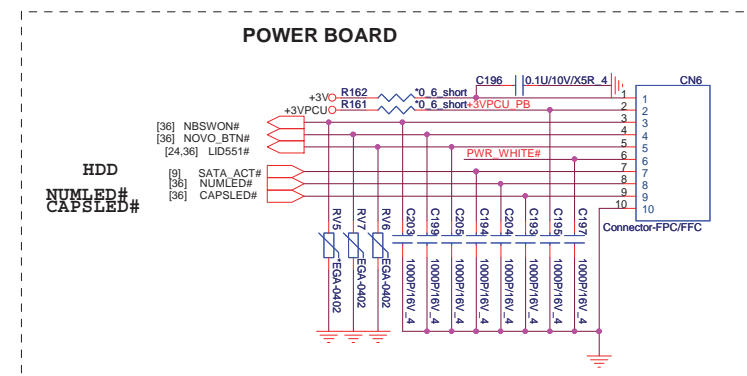 POWER BOARD
C196
0.1U/10V/X5R_4
CN6
+3V
R162
*0_6_short
+3VPCU
R161
*0_6_short
+3VPCU_PB
[36] NBSWON#
[36] NOVO_BTN#
[24,36] LID551#
PWR_WHITE#
HDD
[9] SATA_ACT#
NUMLED#
[36] NUMLED#
CAPSLED#
[36] CAPSLED#
1
2
3
4
5
6
7
8
9
10
1
2
3
4
5
6
7
8
9
10
Connector-FPC/FFC
RV5
*EGA-0402
RV7
EGA-0402
RV6
EGA-0402
C203
1000P/16V_4
C199
1000P/16V_4
C205
1000P/16V_4
C194
1000P/16V_4
C204
1000P/16V_4
C193
1000P/16V_4
C195
1000P/16V_4
C197
1000P/16V_4